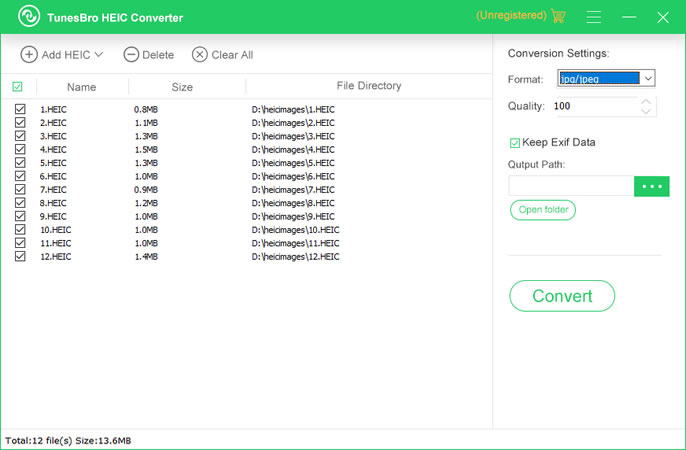 TunesBro HEIC Converter
(Unregistered)
Add HEIC Delete Clear All
Name Size File Directory
1.HEIC 0.8MB D:\heicimages\1.HEIC
2.HEIC 1.1MB D:\heicimages\2.HEIC
3.HEIC 1.3MB D:\heicimages\3.HEIC
4.HEIC 1.5MB D:\heicimages\4.HEIC
5.HEIC 1.3MB D:\heicimages\5.HEIC
6.HEIC 1.0MB D:\heicimages\6.HEIC
7.HEIC 0.9MB D:\heicimages\7.HEIC
8.HEIC 1.2MB D:\heicimages\8.HEIC
9.HEIC 1.0MB D:\heicimages\9.HEIC
10.HEIC 1.0MB D:\heicimages\10.HEIC
11.HEIC 1.0MB D:\heicimages\11.HEIC
12.HEIC 1.4MB D:\heicimages\12.HEIC
Conversion Settings:
Format: jpg/jpeg
Quality: 100
Keep Exif Data
Qutput Path:
Open folder
Convert
Total:12 file(s) Size:13.6MB